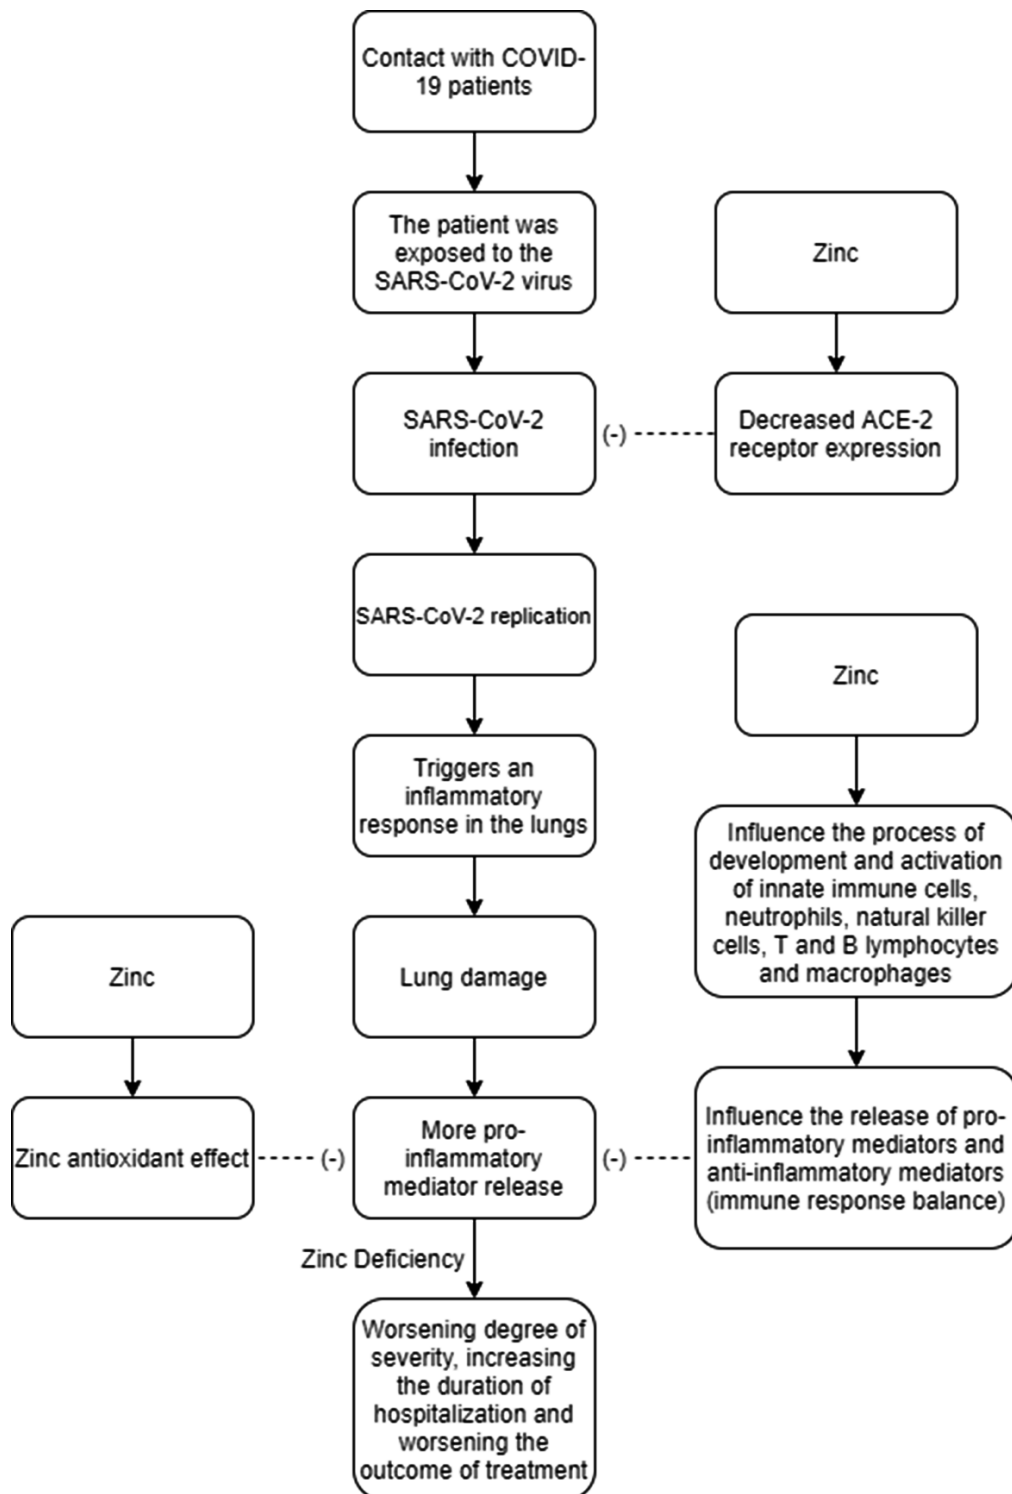 Contact with COVID-
19 patients
The patient was
exposed to the
SARS-CoV-2 virus
Zinc
SARS-CoV-2
infection
(-)
Decreased ACE-2
receptor expression
SARS-CoV-2 replication
Zinc
Triggers an
inflammatory
response in the lungs
Influence the process of
development and activation
of innate immune cells,
neutrophils, natural killer
cells, T and B lymphocytes
and macrophages
Zinc
Lung damage
Zinc antioxidant effect
(-)
More pro-
inflammatory
mediator release
(-)
Influence the release of pro-
inflammatory mediators and
anti-inflammatory mediators
(immune response balance)
Zinc Deficiency
Worsening degree of
severity, increasing
the duration of
hospitalization and
worsening the
outcome of treatment